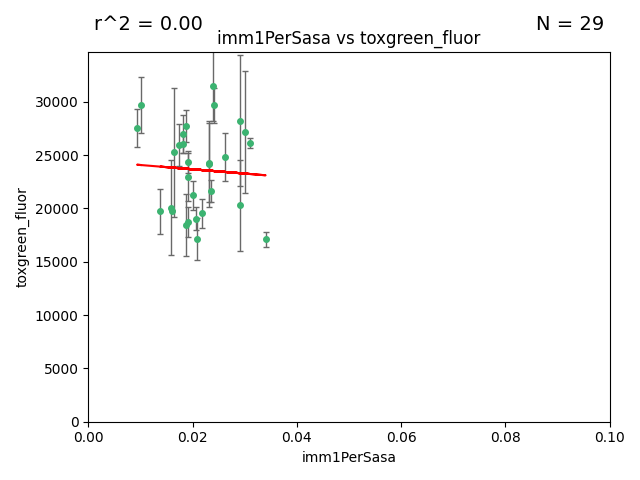 r^2 = 0.00
N = 29
imm1PerSasa vs toxgreen_fluor
30000
25000
20000
15000
10000
5000
0
toxgreen_fluor
0.00
0.02
0.04
0.06
0.08
0.10
imm1PerSasa